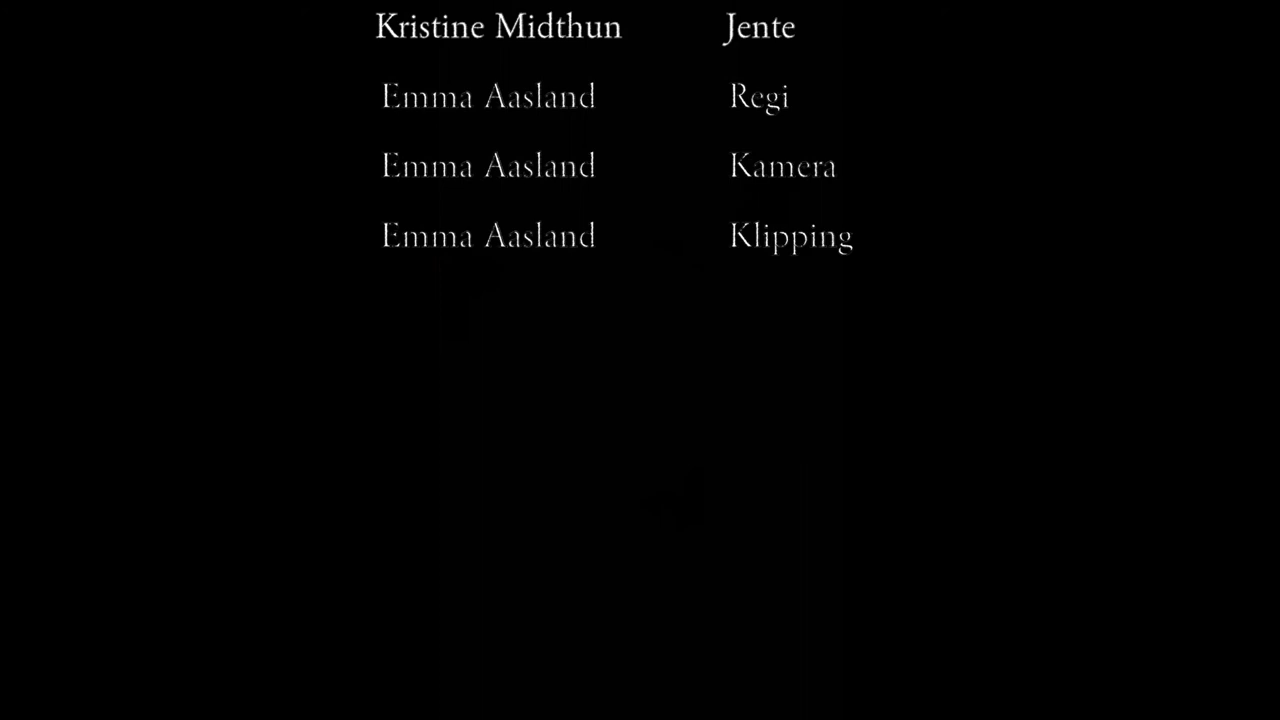 Kristine Midthun Jente
Emma Aasland Regi
Emma Aasland Kamera
Emma Aasland Klipping